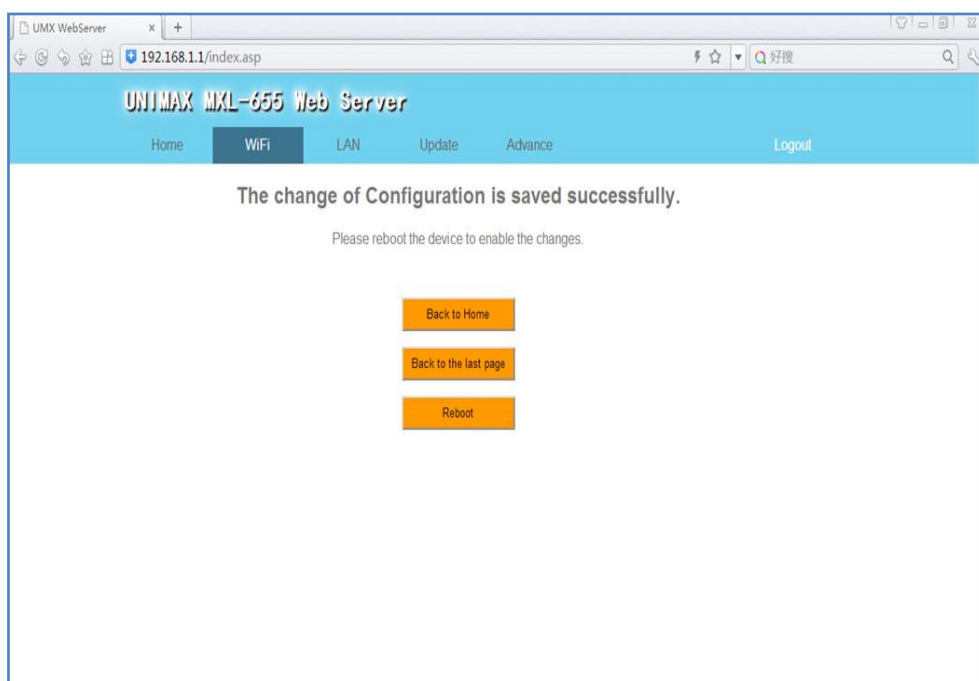 UMX WebServer
192.168.1.1/index.asp
好搜
UNIMAX MXL-655 Web Server
Home WiFi LAN Update Advance Logout
The change of Configuration is saved successfully.
Please reboot the device to enable the changes.
Back to Home
Back to the last page
Reboot